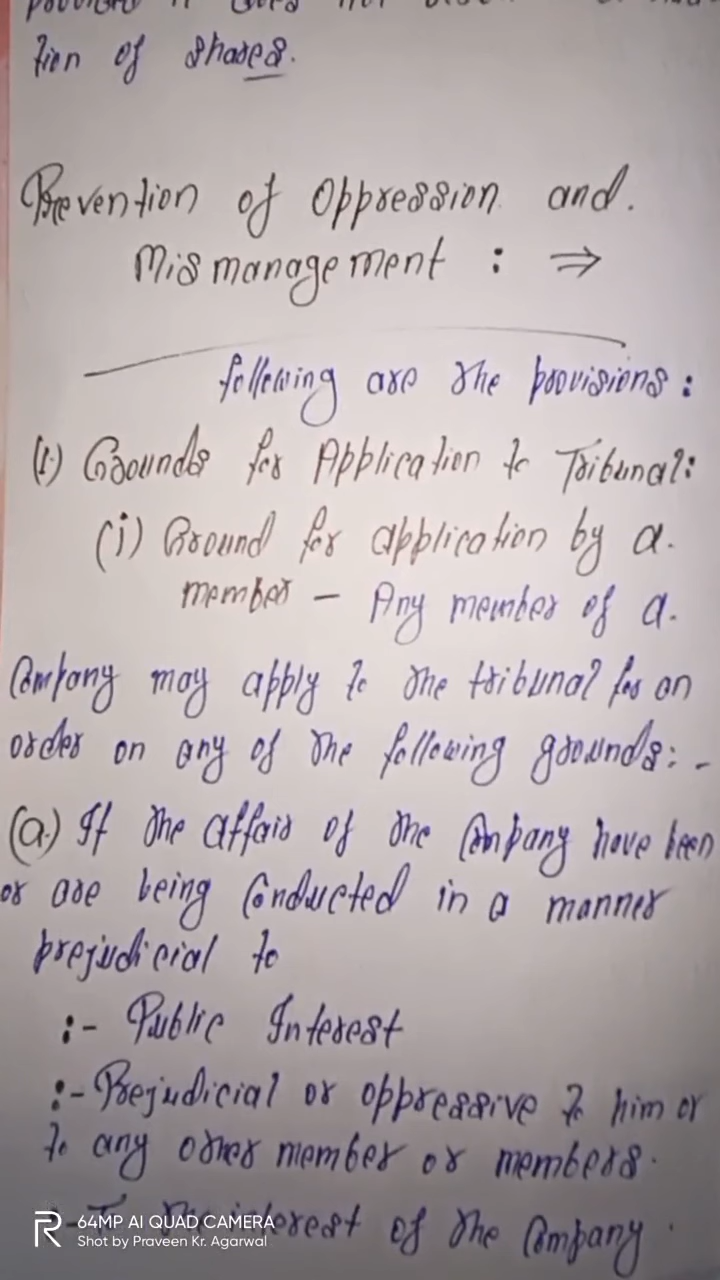 tion of shares.
Prevention of Oppression and.
Mismanagement : ⇒
following are the provisions :
(1) Grounds for Application to Tribunal:
(i) Ground for application by a.
member – Any member of a.
Company may apply to the tribunal for an
order on any of the following grounds: -
(a) If the affair of the Company have been
or are being Conducted in a manner
prejudicial to
:- Public Interest
:- Prejudicial or oppressive to him or
to any other member or members.
interest of the Company.
64MP AI QUAD CAMERA
Shot by Praveen Kr. Agarwal